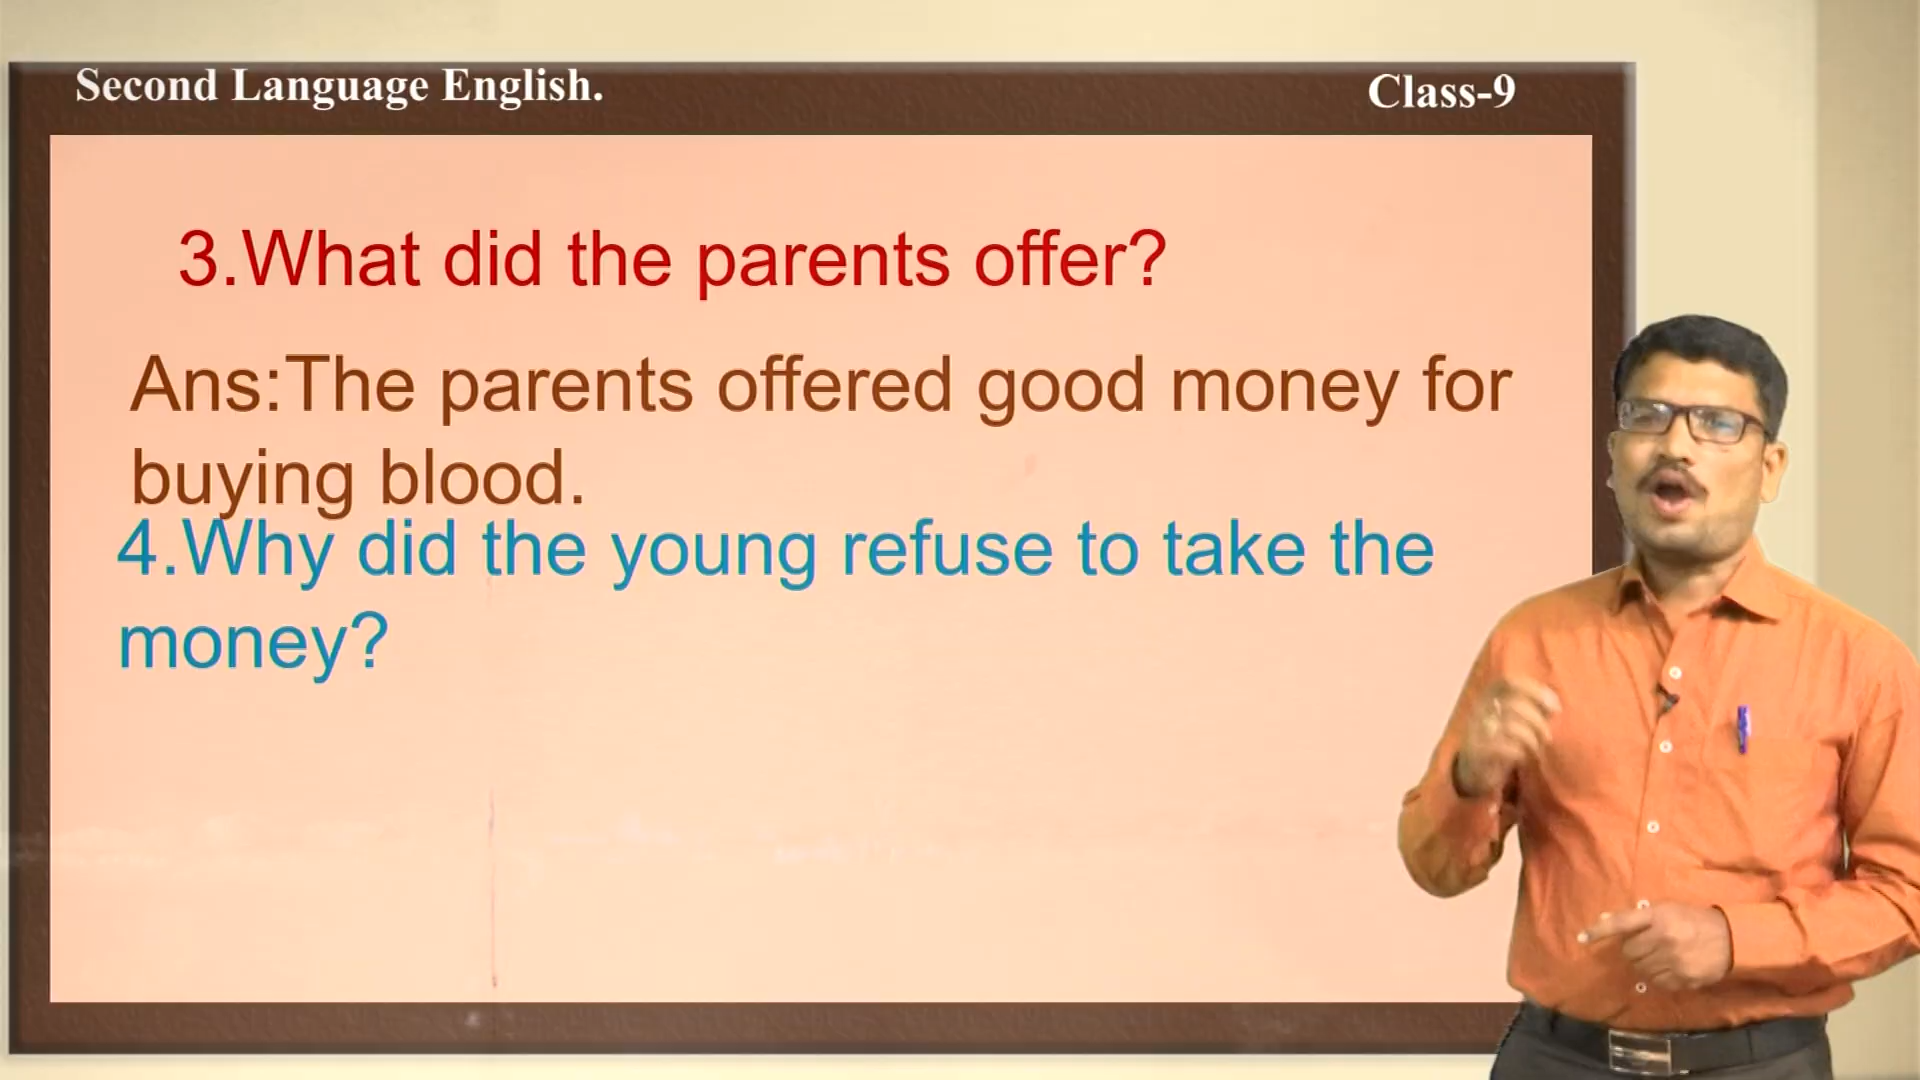 Second Language English.
Class-9
3.What did the parents offer?
Ans:The parents offered good money for
buying blood.
4.Why did the young refuse to take the
money?